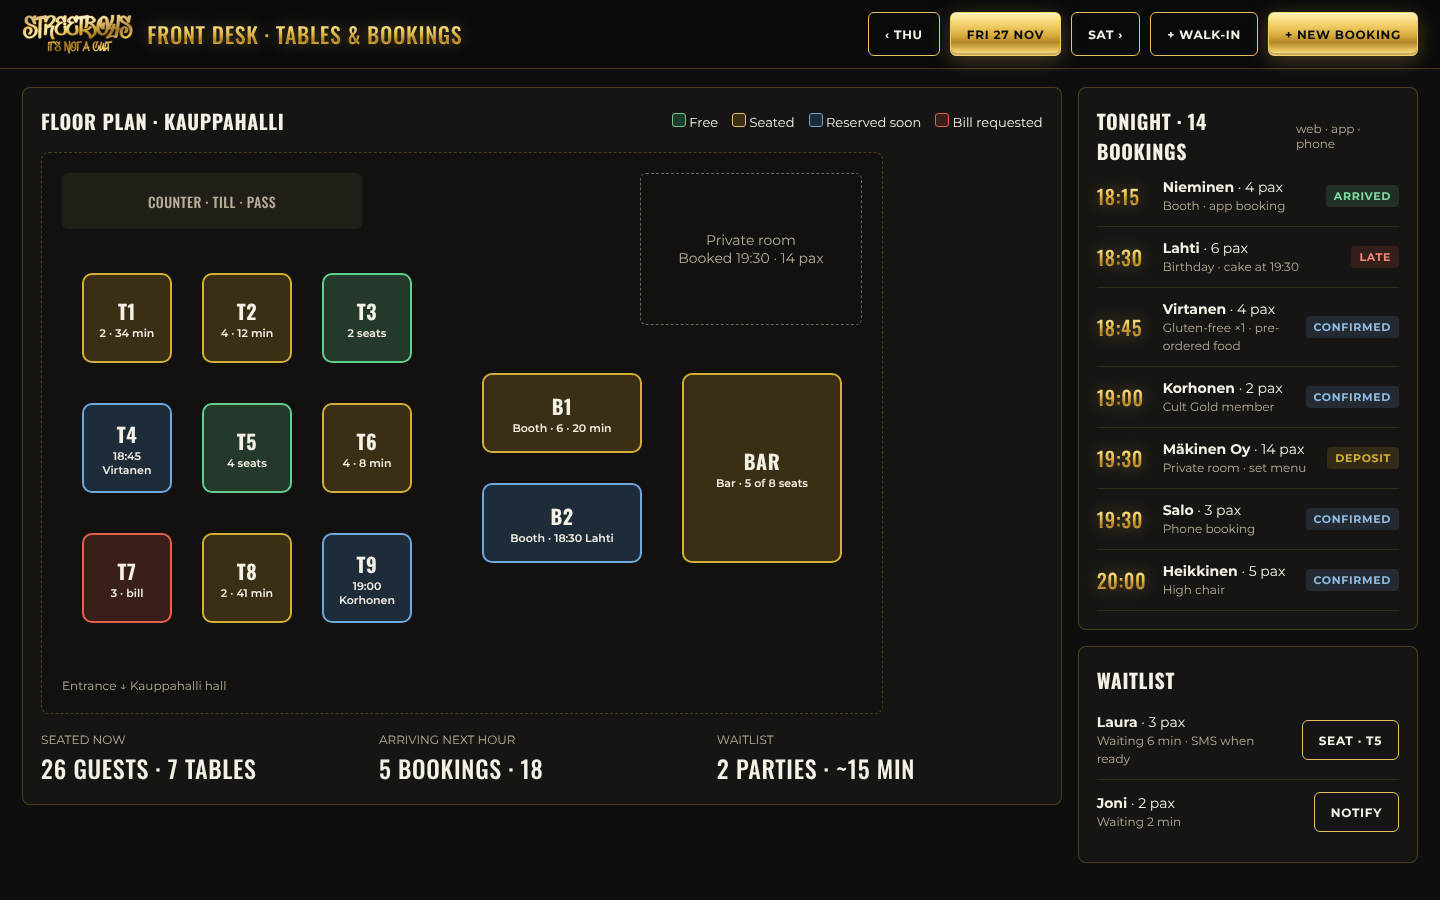 STREETBOYS
IT'S NOT A CULT
FRONT DESK · TABLES & BOOKINGS
‹ THU
FRI 27 NOV
SAT ›
+ WALK-IN
+ NEW BOOKING
FLOOR PLAN · KAUPPAHALLI
Free
Seated
Reserved soon
Bill requested
COUNTER · TILL · PASS
Private room
Booked 19:30 · 14 pax
T1
2 · 34 min
T2
4 · 12 min
T3
2 seats
T4
18:45
Virtanen
T5
4 seats
T6
4 · 8 min
T7
3 · bill
T8
2 · 41 min
T9
19:00
Korhonen
B1
Booth · 6 · 20 min
B2
Booth · 18:30 Lahti
BAR
Bar · 5 of 8 seats
Entrance ↓ Kauppahalli hall
SEATED NOW
26 GUESTS · 7 TABLES
ARRIVING NEXT HOUR
5 BOOKINGS · 18
WAITLIST
2 PARTIES · ~15 MIN
TONIGHT · 14
BOOKINGS
web · app ·
phone
18:15
Nieminen · 4 pax
Booth · app booking
ARRIVED
18:30
Lahti · 6 pax
Birthday · cake at 19:30
LATE
18:45
Virtanen · 4 pax
Gluten-free ×1 · pre-
ordered food
CONFIRMED
19:00
Korhonen · 2 pax
Cult Gold member
CONFIRMED
19:30
Mäkinen Oy · 14 pax
Private room · set menu
DEPOSIT
19:30
Salo · 3 pax
Phone booking
CONFIRMED
20:00
Heikkinen · 5 pax
High chair
CONFIRMED
WAITLIST
Laura · 3 pax
Waiting 6 min · SMS when
ready
SEAT · T5
Joni · 2 pax
Waiting 2 min
NOTIFY